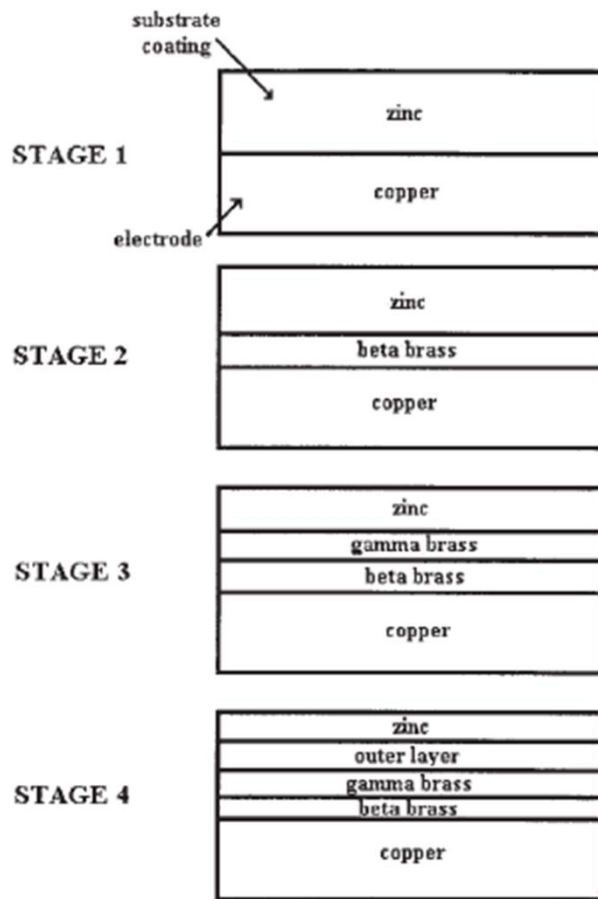 substrate
coating
zinc
STAGE 1
copper
electrode
zinc
STAGE 2
beta brass
copper
zinc
gamma brass
STAGE 3
beta brass
copper
zinc
outer layer
gamma brass
STAGE 4
beta brass
copper